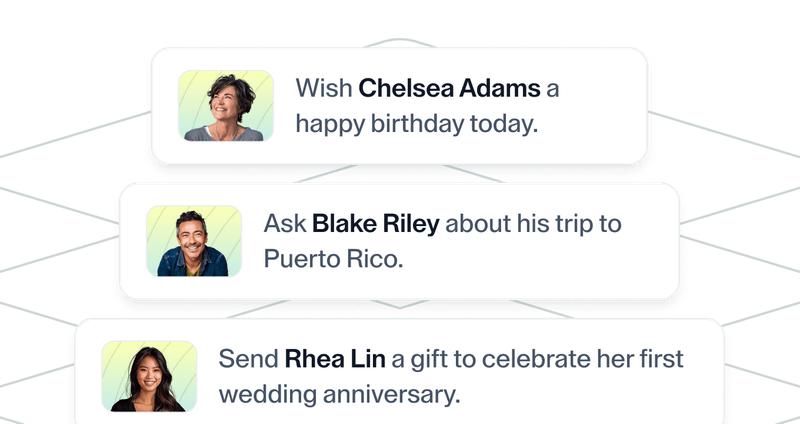 Wish Chelsea Adams a
happy birthday today.
Ask Blake Riley about his trip to
Puerto Rico.
Send Rhea Lin a gift to celebrate her first
wedding anniversary.